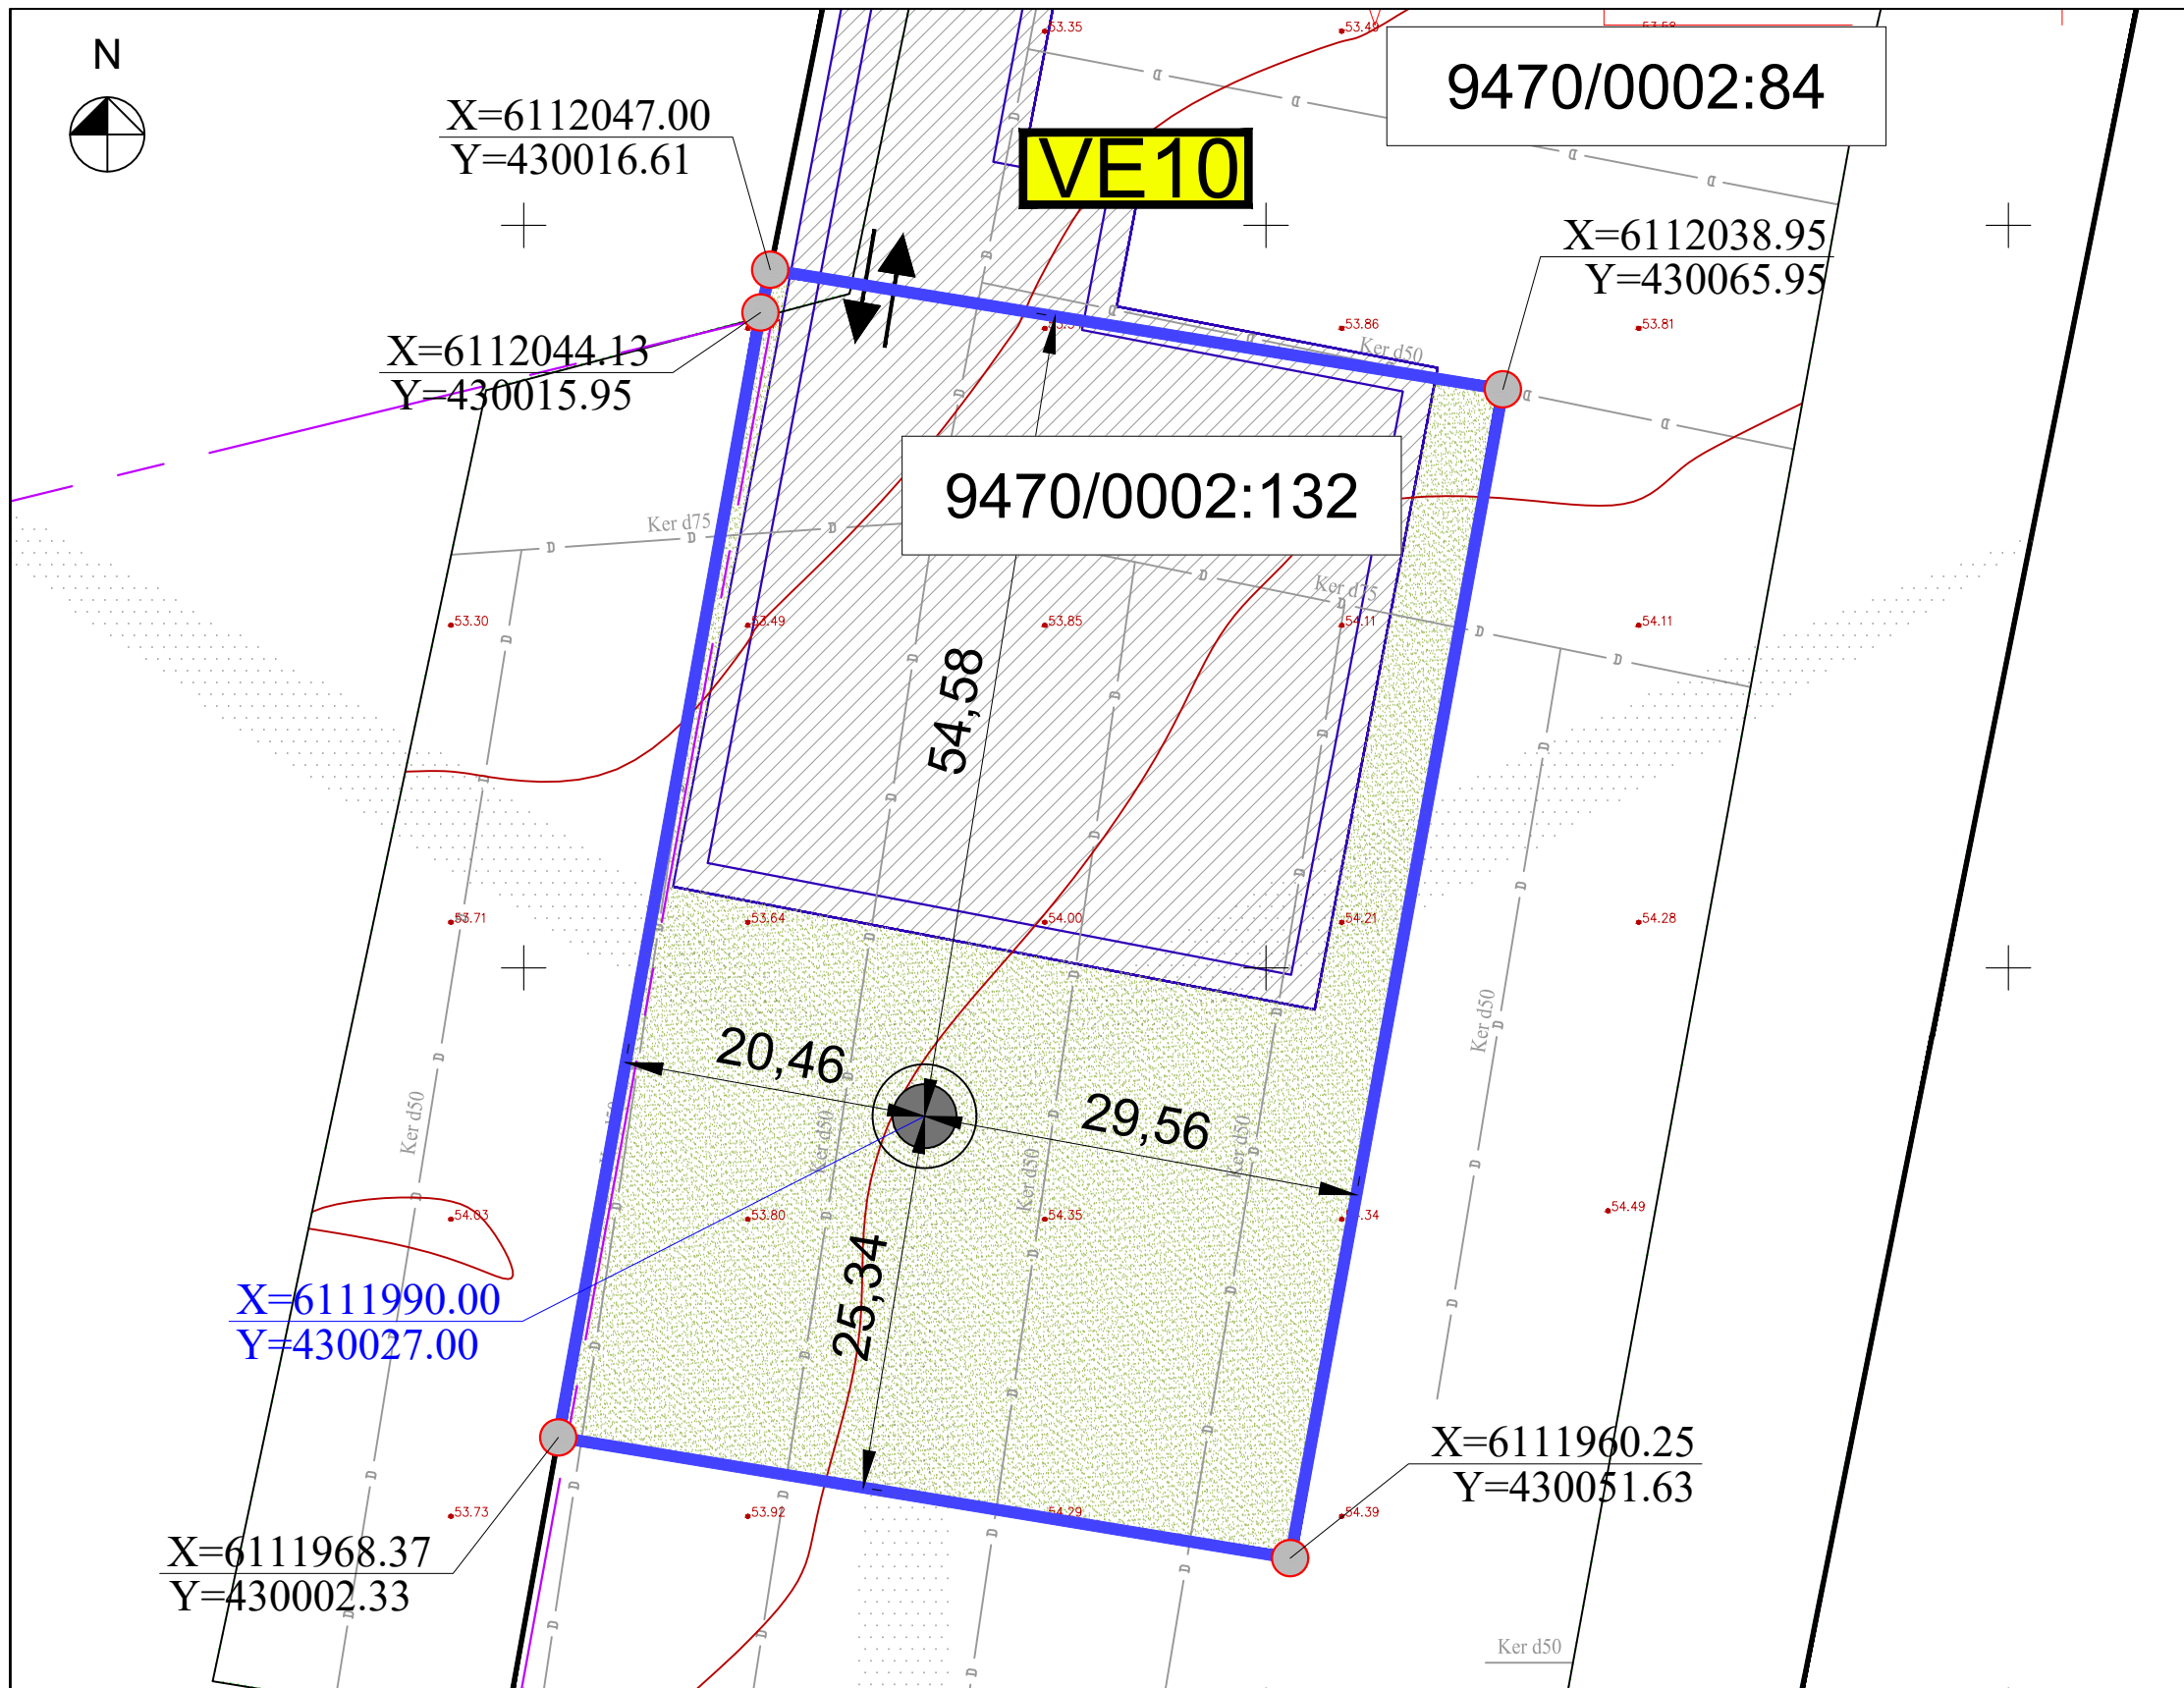 N
53.35
53.49
53.58
9470/0002:84
X=6112047.00
Y=430016.61
VE10
X=6112038.95
Y=430065.95
X=6112044.13
Y=430015.95
53.86
53.81
Ker d50
9470/0002:132
Ker d75
Ker d75
53.30
53.49
53.85
54.11
54.11
54,58
53.71
53.64
54.00
54.21
54.28
20,46
29,56
Ker d50
Ker d50
Ker d50
Ker d50
Ker d50
54.03
53.80
54.35
54.49
25,34
X=6111990.00
Y=430027.00
X=6111960.25
Y=430051.63
53.73
53.92
54.29
54.39
X=6111968.37
Y=430002.33
Ker d50